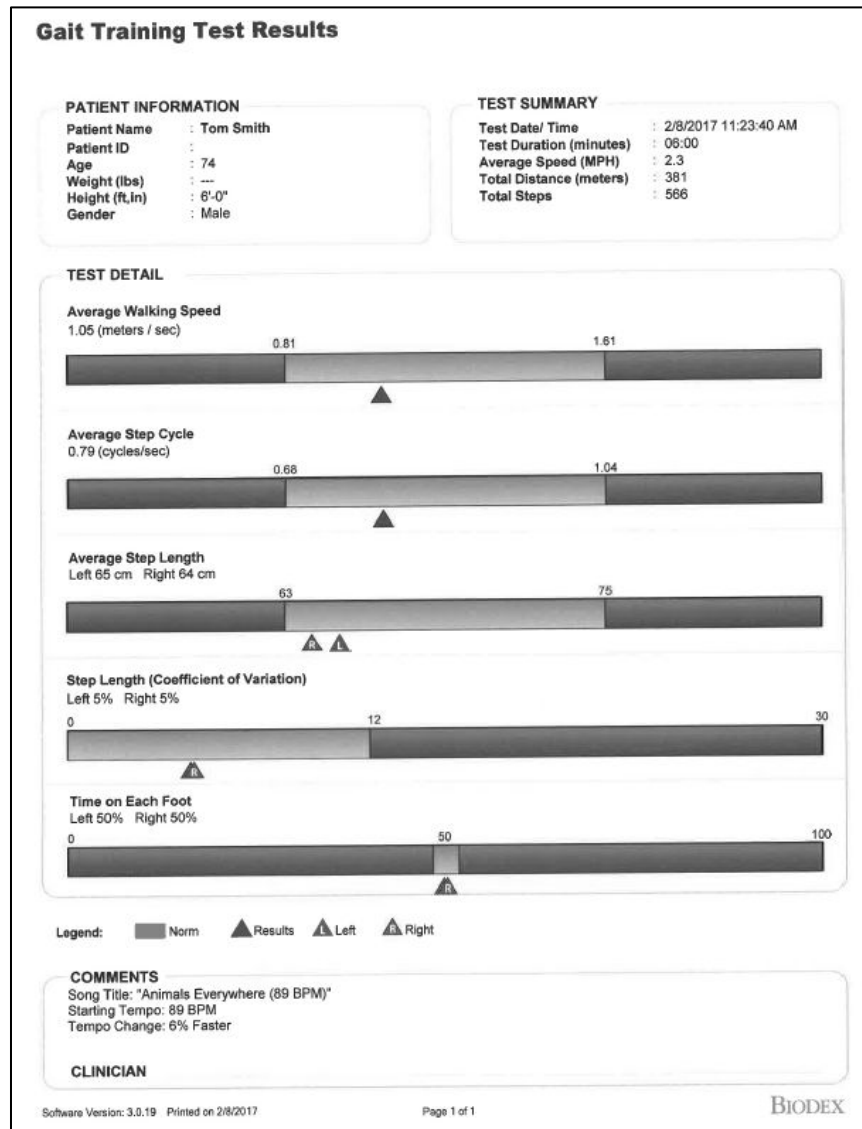 Gait Training Test Results
PATIENT INFORMATION
Patient Name : Tom Smith
Patient ID :
Age : 74
Weight (lbs) : ---
Height (ft,in) : 6'-0"
Gender : Male
TEST SUMMARY
Test Date/ Time : 2/8/2017 11:23:40 AM
Test Duration (minutes) : 06:00
Average Speed (MPH) : 2.3
Total Distance (meters) : 381
Total Steps : 566
TEST DETAIL
Average Walking Speed
1.05 (meters / sec)
0.81 1.61
Average Step Cycle
0.79 (cycles/sec)
0.68 1.04
Average Step Length
Left 65 cm Right 64 cm
63 75
R L
Step Length (Coefficient of Variation)
Left 5% Right 5%
0 12 30
R
Time on Each Foot
Left 50% Right 50%
0 50 100
R
Legend: Norm Results L Left R Right
COMMENTS
Song Title: "Animals Everywhere (89 BPM)"
Starting Tempo: 89 BPM
Tempo Change: 6% Faster
CLINICIAN
Software Version: 3.0.19 Printed on 2/8/2017 Page 1 of 1 BIODEX